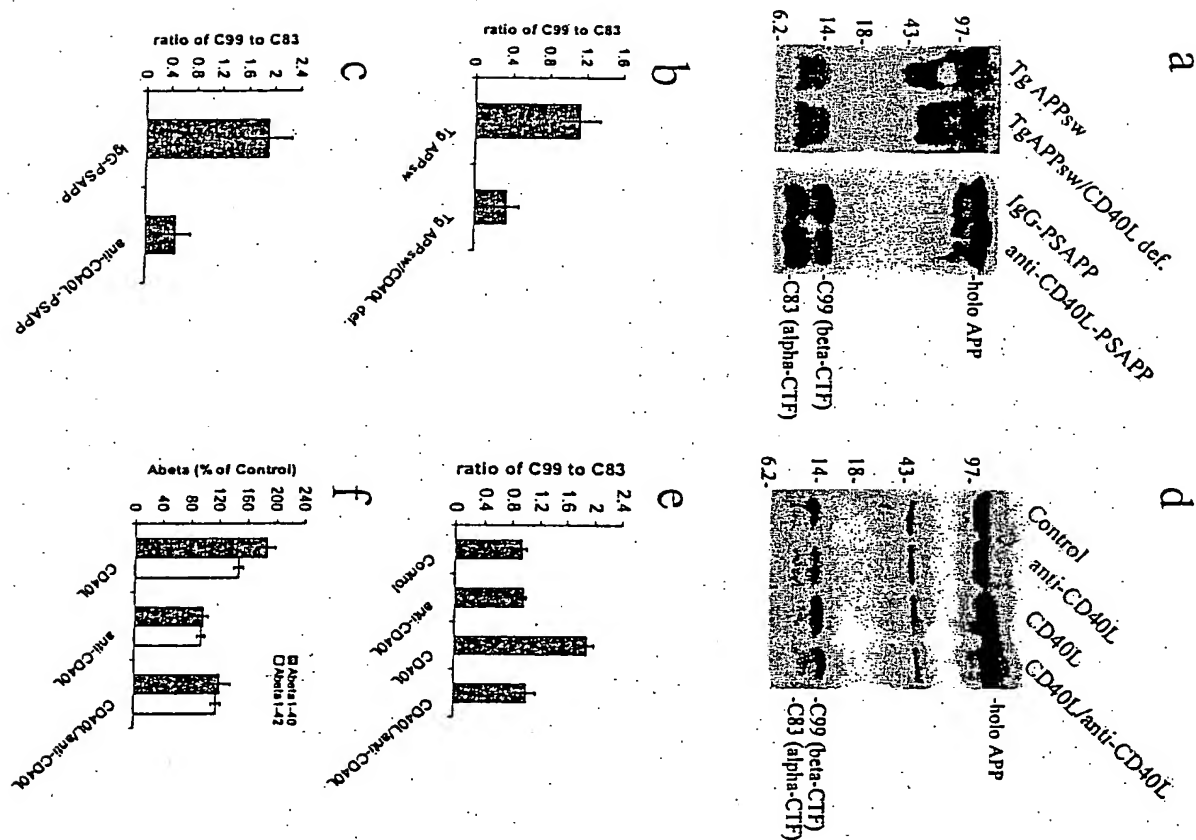 a
Tg APPsw
TgAPPsw/CD40L def.
IgG-PSAPP
anti-CD40L-PSAPP
97-
43-
18-
14-
6.2-
-holo APP
-C99 (beta-CTF)
-C83 (alpha-CTF)
b
ratio of C99 to C83
1.6
1.2
0.8
0.4
0
Tg APPsw
Tg APPsw/CD40L def.
c
ratio of C99 to C83
2.4
2
1.6
1.2
0.8
0.4
0
IgG-PSAPP
anti-CD40L-PSAPP
d
Control
anti-CD40L
CD40L
CD40L/anti-CD40L
97-
43-
18-
14-
6.2-
-holo APP
-C99 (beta-CTF)
-C83 (alpha-CTF)
e
ratio of C99 to C83
2.4
2
1.6
1.2
0.8
0.4
0
Control
anti-CD40L
CD40L
CD40L/anti-CD40L
f
Abeta (% of Control)
240
200
160
120
80
40
0
Abeta1-40
Abeta1-42
CD40L
anti-CD40L
CD40L/anti-CD40L